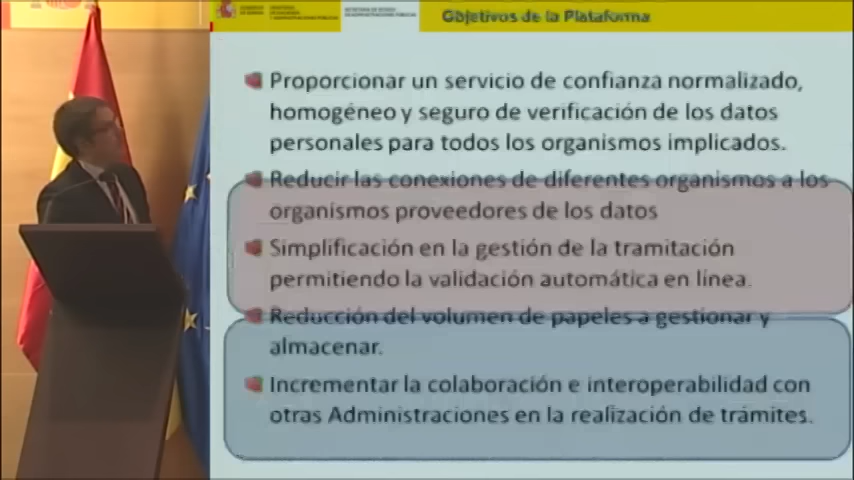 GOBIERNO DE ESPAÑA
Objetivos de la Plataforma
Proporcionar un servicio de confianza normalizado,
homogéneo y seguro de verificación de los datos
personales para todos los organismos implicados.
Reducir las conexiones de diferentes organismos a los
organismos proveedores de los datos
Simplificación en la gestión de la tramitación
permitiendo la validación automática en línea.
Reducción del volumen de papeles a gestionar y
almacenar.
Incrementar la colaboración e interoperabilidad con
otras Administraciones en la realización de trámites.